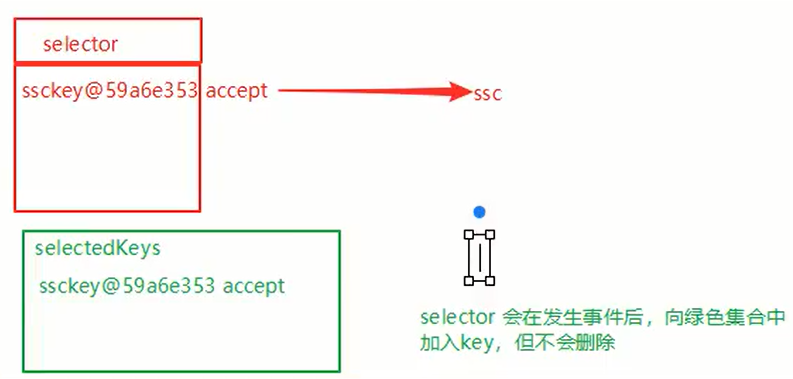 selector
ssckey@59a6e353 accept
ssc
selectedKeys
ssckey@59a6e353 accept
selector 会在发生事件后，向绿色集合中
加入key，但不会删除